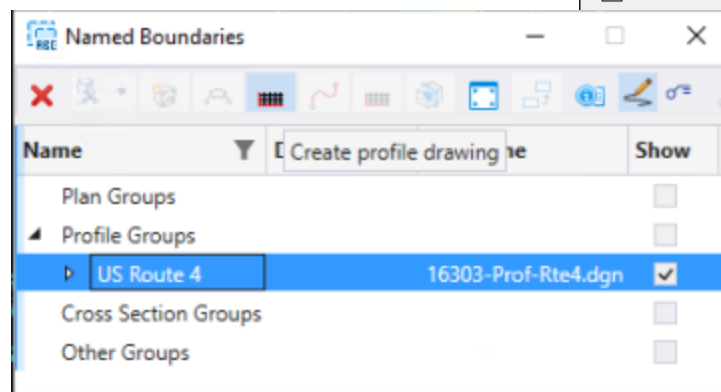 Named Boundaries
Name Create profile drawing Show
Plan Groups
Profile Groups
US Route 4 16303-Prof-Rte4.dgn
Cross Section Groups
Other Groups